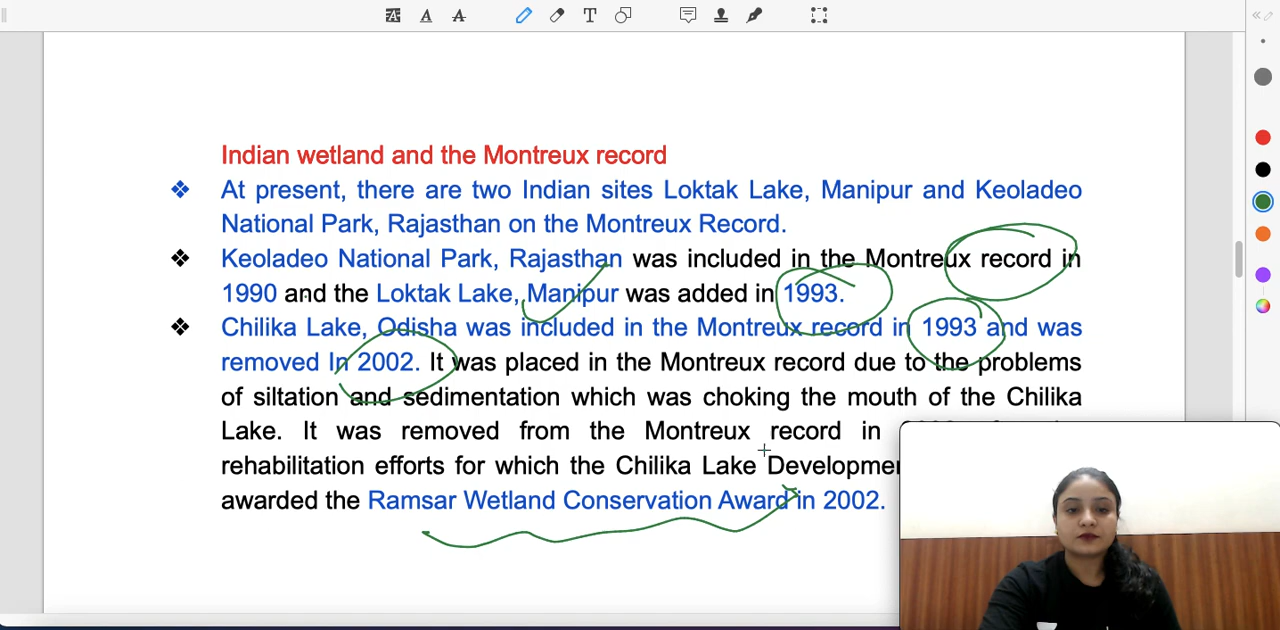 Indian wetland and the Montreux record
At present, there are two Indian sites Loktak Lake, Manipur and Keoladeo
National Park, Rajasthan on the Montreux Record.
Keoladeo National Park, Rajasthan was included in the Montreux record in
1990 and the Loktak Lake, Manipur was added in 1993.
Chilika Lake, Odisha was included in the Montreux record in 1993 and was
removed In 2002. It was placed in the Montreux record due to the problems
of siltation and sedimentation which was choking the mouth of the Chilika
Lake. It was removed from the Montreux record in
rehabilitation efforts for which the Chilika Lake
awarded the Ramsar Wetland Conservation Award in 2002.